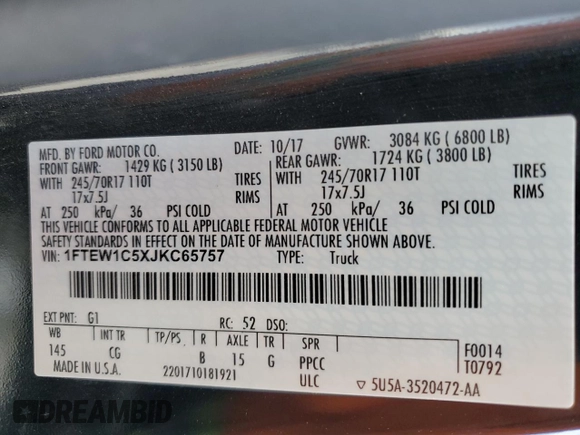 MFD. BY FORD MOTOR CO. DATE: 10/17 GVWR: 3084 KG ( 6800 LB)
FRONT GAWR: 1429 KG ( 3150 LB) REAR GAWR: 1724 KG ( 3800 LB)
WITH 245/70R17 110T TIRES WITH 245/70R17 110T TIRES
17x7.5J RIMS 17x7.5J RIMS
AT 250 kPa/ 36 PSI COLD AT 250 kPa/ 36 PSI COLD
THIS VEHICLE CONFORMS TO ALL APPLICABLE FEDERAL MOTOR VEHICLE
SAFETY STANDARDS IN EFFECT ON THE DATE OF MANUFACTURE SHOWN ABOVE.
VIN: 1FTEW1C5XJKC65757 TYPE: Truck
EXT PNT: G1 RC: 52 DSO:
WB INT TR TP/PS R AXLE TR SPR F0014
145 CG B 15 G PPCC T0792
MADE IN U.S.A. 2201710181921 ULC ▽ 5U5A-3520472-AA
DREAMBID